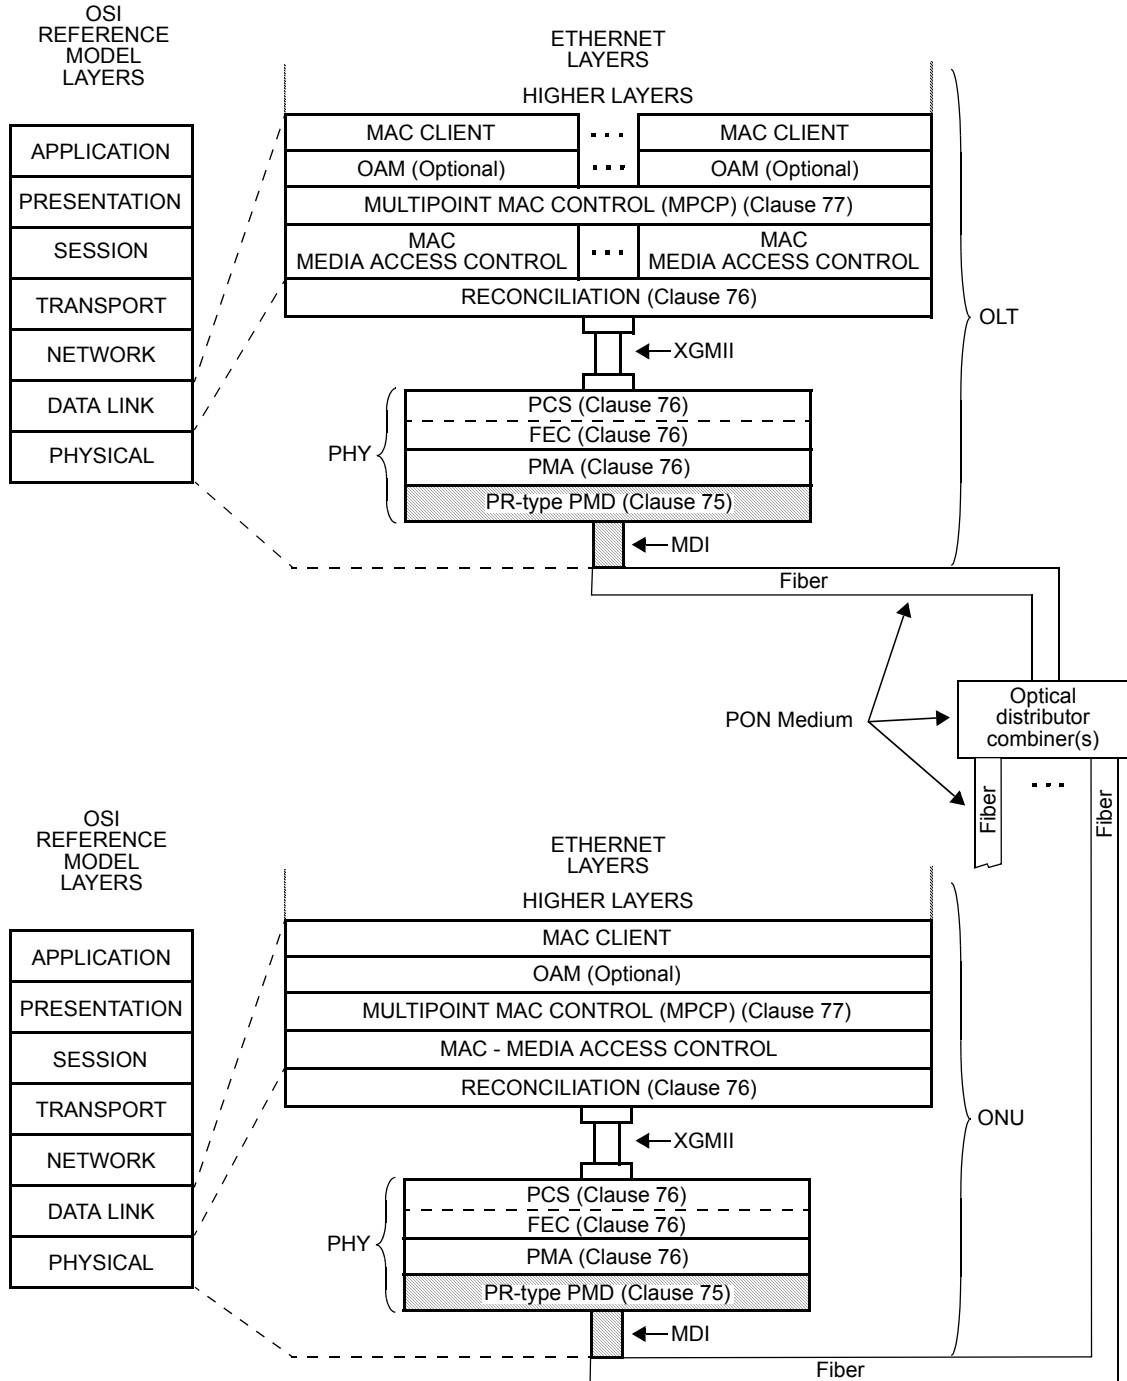 OSI
REFERENCE
MODEL
LAYERS
APPLICATION
PRESENTATION
SESSION
TRANSPORT
NETWORK
DATA LINK
PHYSICAL
ETHERNET
LAYERS
HIGHER LAYERS
MAC CLIENT ... MAC CLIENT
OAM (Optional) ... OAM (Optional)
MULTIPOINT MAC CONTROL (MPCP) (Clause 77)
MAC
MEDIA ACCESS CONTROL
...
MAC
MEDIA ACCESS CONTROL
RECONCILIATION (Clause 76)
XGMII
PHY
PCS (Clause 76)
FEC (Clause 76)
PMA (Clause 76)
PR-type PMD (Clause 75)
MDI
OLT
Fiber
PON Medium
Optical
distributor
combiner(s)
Fiber
...
Fiber
OSI
REFERENCE
MODEL
LAYERS
APPLICATION
PRESENTATION
SESSION
TRANSPORT
NETWORK
DATA LINK
PHYSICAL
ETHERNET
LAYERS
HIGHER LAYERS
MAC CLIENT
OAM (Optional)
MULTIPOINT MAC CONTROL (MPCP) (Clause 77)
MAC - MEDIA ACCESS CONTROL
RECONCILIATION (Clause 76)
XGMII
PHY
PCS (Clause 76)
FEC (Clause 76)
PMA (Clause 76)
PR-type PMD (Clause 75)
MDI
ONU
Fiber